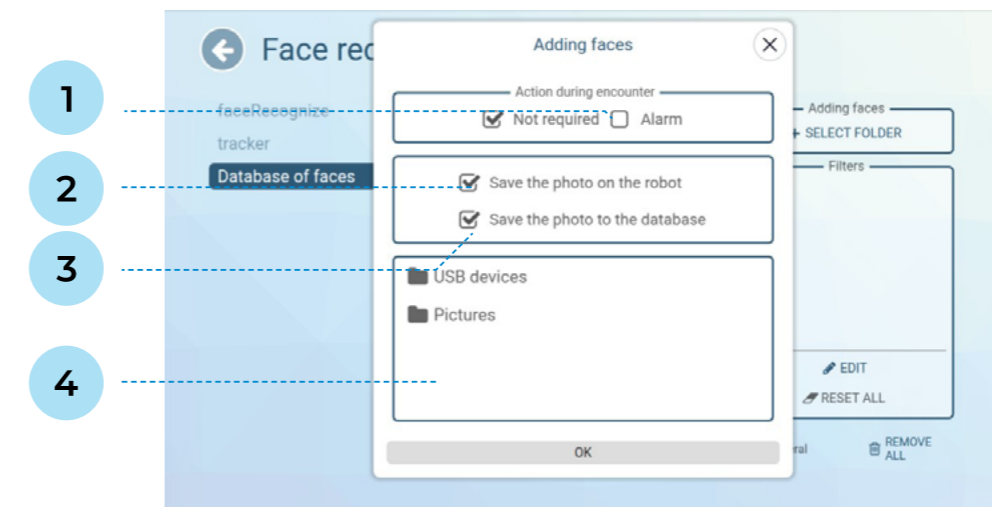 Face rec
Adding faces
1
Action during encounter
Not required Alarm
faceRecognize
tracker
Database of faces
Adding faces
+ SELECT FOLDER
Filters
2
Save the photo on the robot
Save the photo to the database
3
USB devices
Pictures
4
EDIT
RESET ALL
OK
ral
REMOVE
ALL